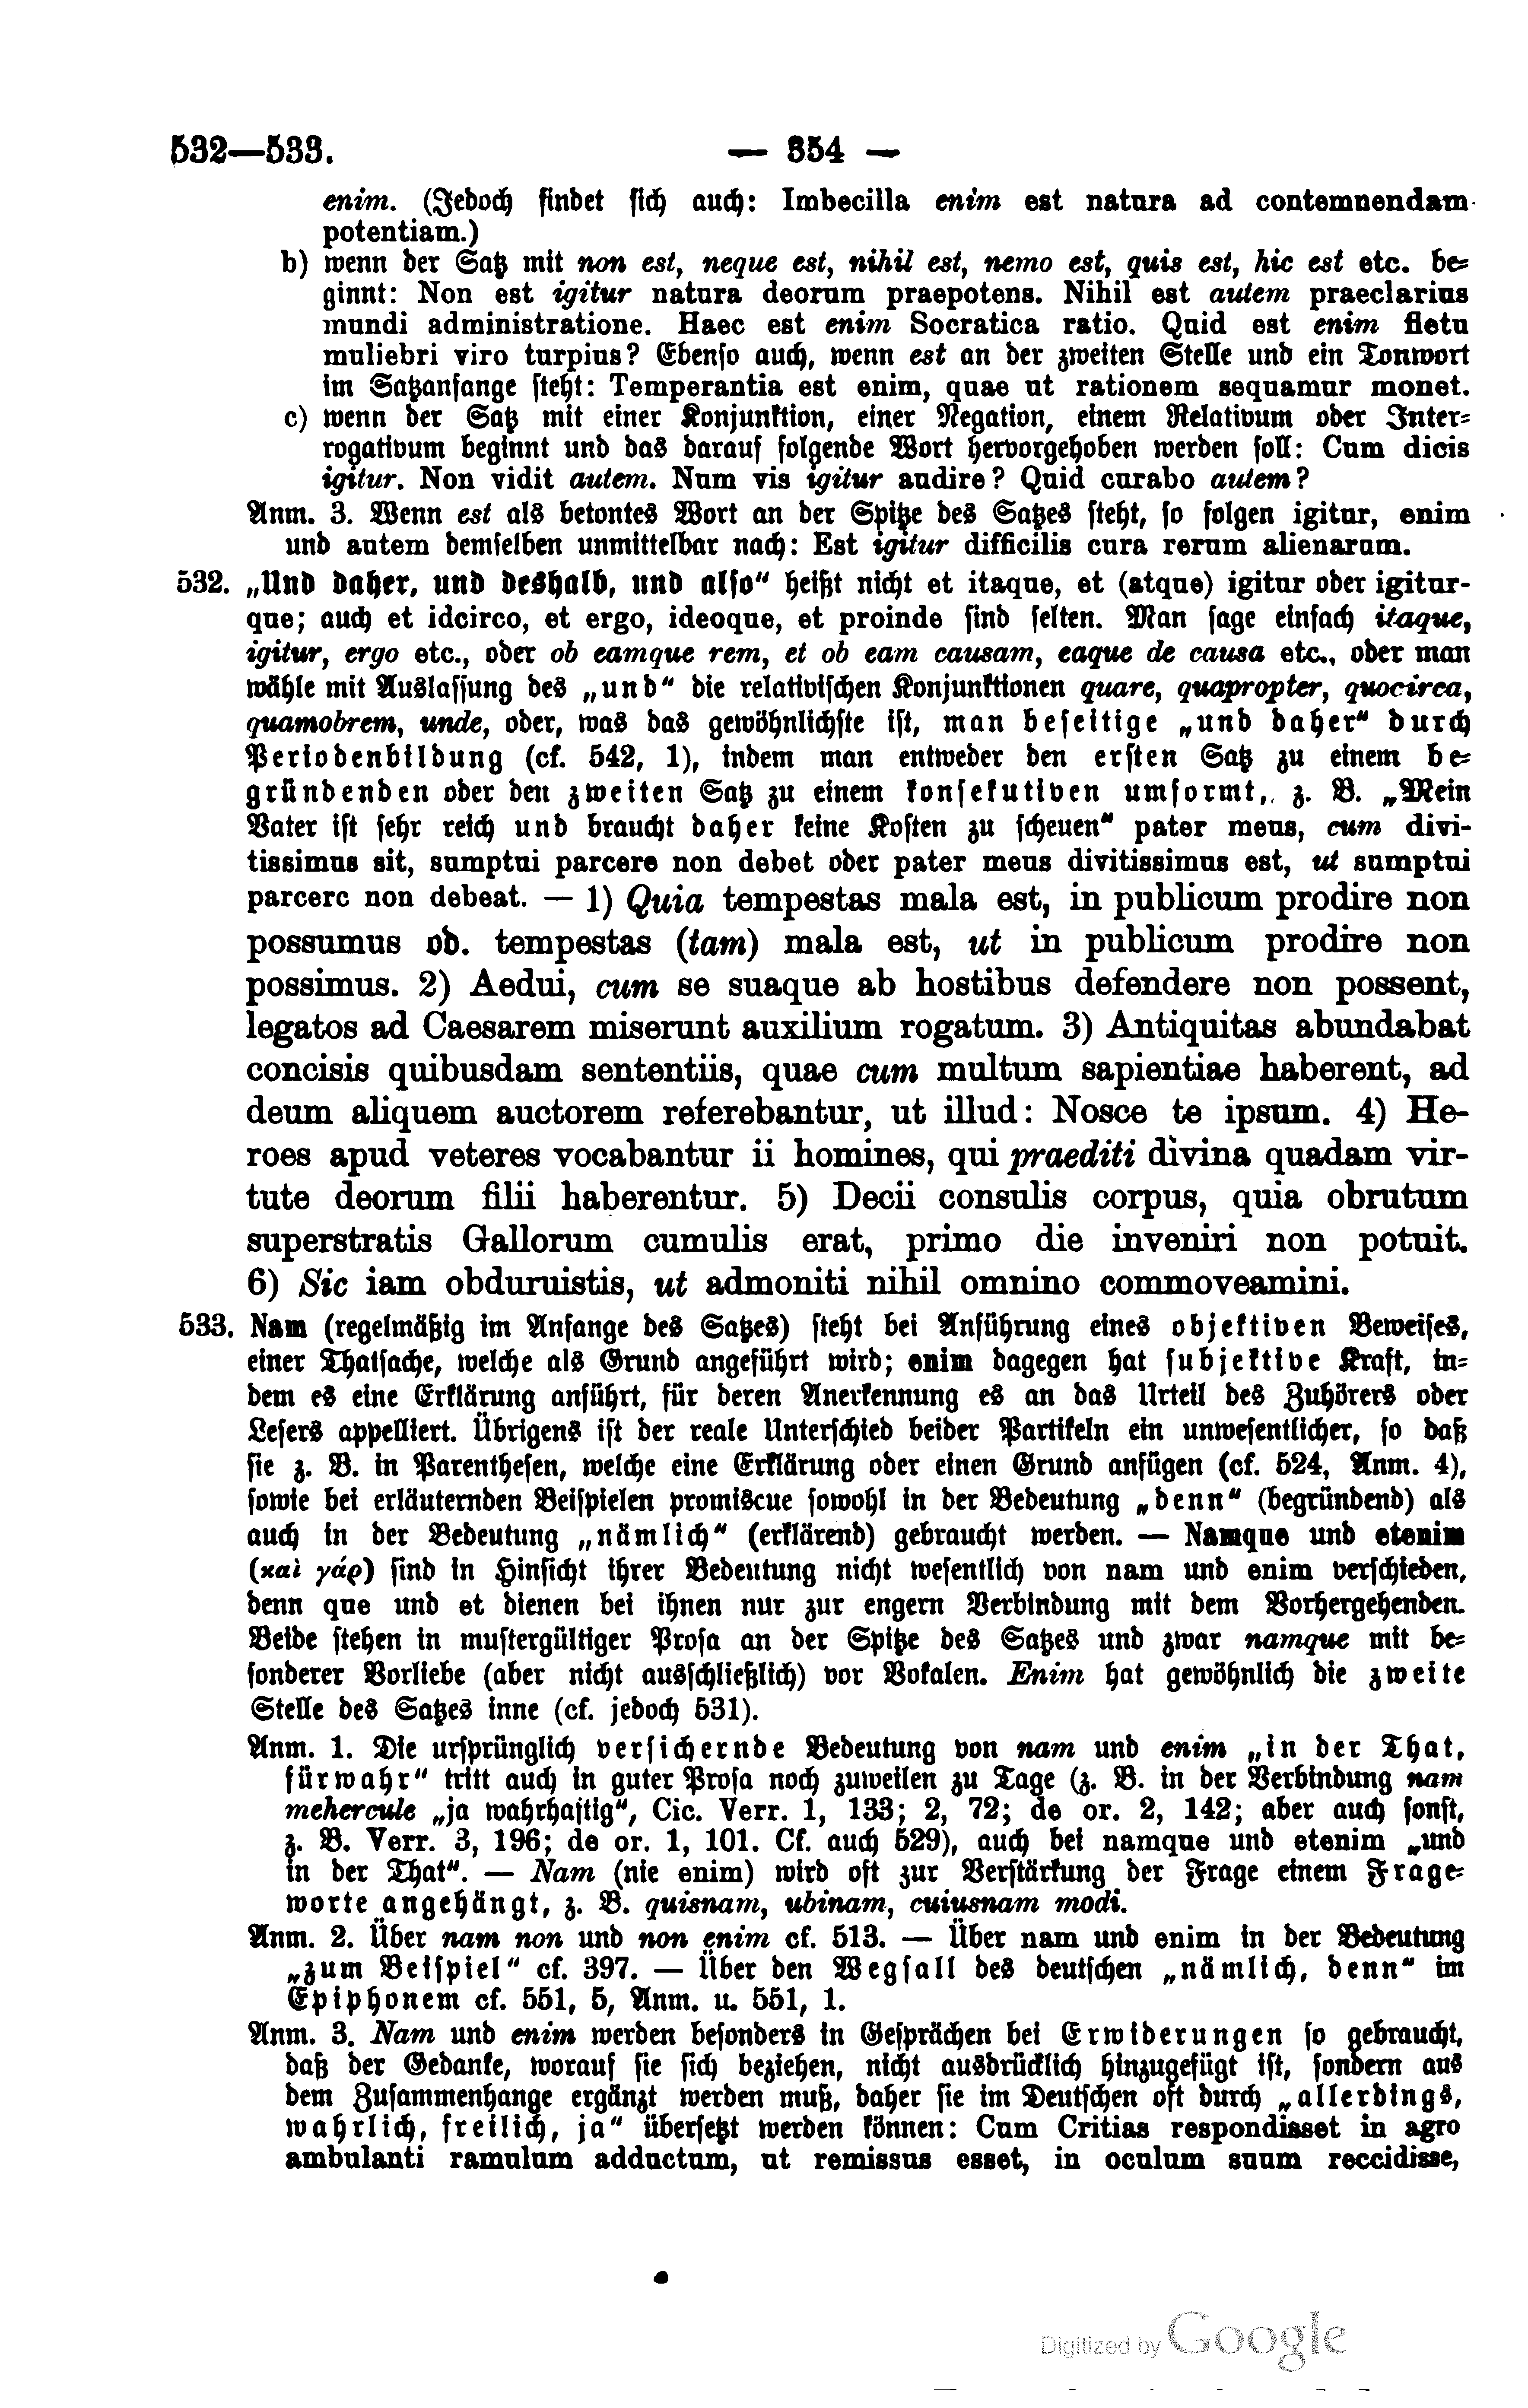 532—533.
— 354 —
enim. (Jedoch findet sich auch: Imbecilla enim est natura ad contemnendam
potentiam.)
b) wenn der Satz mit non est, neque est, nihil est, nemo est, quis est, hic est etc. be-
ginnt: Non est igitur natura deorum praepotens. Nihil est autem praeclarius
mundi administratione. Haec est enim Socratica ratio. Quid est enim fletu
muliebri viro turpius? Ebenso auch, wenn est an der zweiten Stelle und ein Tonwort
im Satzanfange steht: Temperantia est enim, quae ut rationem sequamur monet.
c) wenn der Satz mit einer Konjunktion, einer Negation, einem Relativum oder Inter-
rogativum beginnt und das darauf folgende Wort hervorgehoben werden soll: Cum dicis
igitur. Non vidit autem. Num vis igitur audire? Quid curabo autem?
Anm. 3. Wenn est als betontes Wort an der Spitze des Satzes steht, so folgen igitur, enim
und autem demselben unmittelbar nach: Est igitur difficilis cura rerum alienarum.
532. „Und daher, und deshalb, und also“ heißt nicht et itaque, et (atque) igitur oder igitur-
que; auch et idcirco, et ergo, ideoque, et proinde sind selten. Man sage einfach itaque,
igitur, ergo etc., oder ob eamque rem, et ob eam causam, eaque de causa etc., oder man
wähle mit Auslassung des „und“ die relativischen Konjunktionen quare, quapropter, quocirca,
quamobrem, unde, oder, was das gewöhnlichste ist, man beseitige „und daher“ durch
Periodenbildung (cf. 542, 1), indem man entweder den ersten Satz zu einem be-
gründenden oder den zweiten Satz zu einem konsekutiven umformt, z. B. „Mein
Vater ist sehr reich und braucht daher keine Kosten zu scheuen“ pater meus, cum divi-
tissimus sit, sumptui parcere non debet oder pater meus divitissimus est, ut sumptui
parcere non debeat. — 1) Quia tempestas mala est, in publicum prodire non
possumus ob. tempestas (tam) mala est, ut in publicum prodire non
possimus. 2) Aedui, cum se suaque ab hostibus defendere non possent,
legatos ad Caesarem miserunt auxilium rogatum. 3) Antiquitas abundabat
concisis quibusdam sententiis, quae cum multum sapientiae haberent, ad
deum aliquem auctorem referebantur, ut illud: Nosce te ipsum. 4) He-
roes apud veteres vocabantur ii homines, qui praediti divina quadam vir-
tute deorum filii haberentur. 5) Decii consulis corpus, quia obrutum
superstratis Gallorum cumulis erat, primo die inveniri non potuit.
6) Sic iam obduruistis, ut admoniti nihil omnino commoveamini.
533. Nam (regelmäßig im Anfange des Satzes) steht bei Anführung eines objektiven Beweises,
einer Thatsache, welche als Grund angeführt wird; enim dagegen hat subjektive Kraft, in-
dem es eine Erklärung anführt, für deren Anerkennung es an das Urteil des Zuhörers oder
Lesers appelliert. Übrigens ist der reale Unterschied beider Partikeln ein unwesentlicher, so daß
sie z. B. in Parenthesen, welche eine Erklärung oder einen Grund anfügen (cf. 524, Anm. 4),
sowie bei erläuternden Beispielen promiscue sowohl in der Bedeutung „denn“ (begründend) als
auch in der Bedeutung „nämlich“ (erklärend) gebraucht werden. — Namque und etenim
(καὶ γάρ) sind in Hinsicht ihrer Bedeutung nicht wesentlich von nam und enim verschieden,
denn que und et dienen bei ihnen nur zur engern Verbindung mit dem Vorhergehenden.
Beide stehen in mustergültiger Prosa an der Spitze des Satzes und zwar namque mit be-
sonderer Vorliebe (aber nicht ausschließlich) vor Vokalen. Enim hat gewöhnlich die zweite
Stelle des Satzes inne (cf. jedoch 531).
Anm. 1. Die ursprünglich versichernde Bedeutung von nam und enim „in der That,
fürwahr“ tritt auch in guter Prosa noch zuweilen zu Tage (z. B. in der Verbindung nam
mehercule „ja wahrhaftig“, Cic. Verr. 1, 133; 2, 72; de or. 2, 142; aber auch sonst,
z. B. Verr. 3, 196; de or. 1, 101. Cf. auch 529), auch bei namque und etenim „und
in der That“. — Nam (nie enim) wird oft zur Verstärkung der Frage einem Frage-
worte angehängt, z. B. quisnam, ubinam, cuiusnam modi.
Anm. 2. Über nam non und non enim cf. 513. — Über nam und enim in der Bedeutung
„zum Beispiel“ cf. 397. — Über den Wegfall des deutschen „nämlich, denn“ im
Epiphonem cf. 551, 5, Anm. u. 551, 1.
Anm. 3. Nam und enim werden besonders in Gesprächen bei Erwiderungen so gebraucht,
daß der Gedanke, worauf sie sich beziehen, nicht ausdrücklich hinzugefügt ist, sondern aus
dem Zusammenhange ergänzt werden muß, daher sie im Deutschen oft durch „allerdings,
wahrlich, freilich, ja“ übersetzt werden können: Cum Critias respondisset in agro
ambulanti ramulum adductum, ut remissus esset, in oculum suum reccidisse,
Digitized by Google